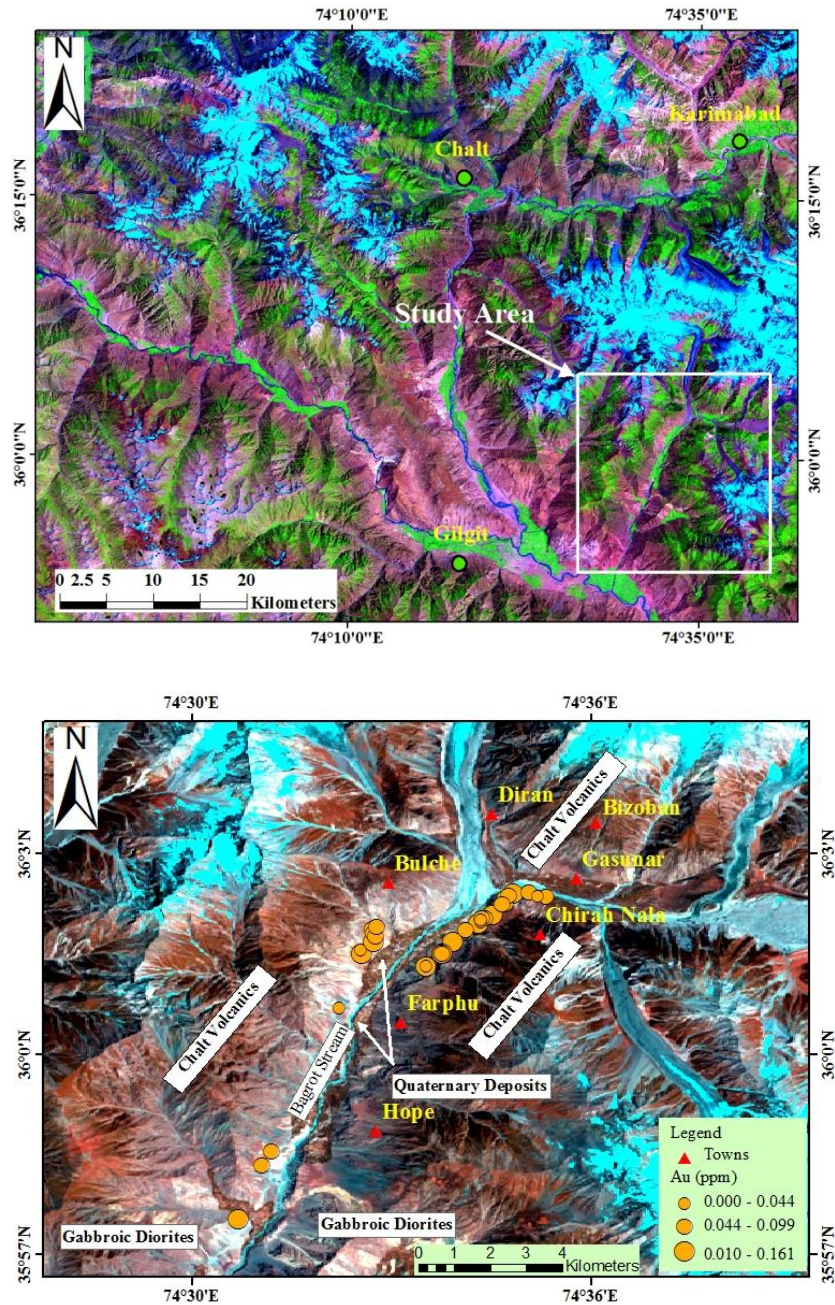 74°10'0"E 74°35'0"E
N
Karimabad
Chalt
36°15'0"N 36°15'0"N
Study Area
36°0'0"N 36°0'0"N
Gilgit
0 2.5 5 10 15 20
Kilometers
74°10'0"E 74°35'0"E
74°30'E 74°36'E
N
Diran
Chalt Volcanics
Bizoban
36°3'N 36°3'N
Bulche
Gasunar
Chirah Nala
Chalt Volcanics
Chalt Volcanics
Farphu
36°0'N 36°0'N
Bagrot Stream
Quaternary Deposits
Hope
Legend
Towns
Au (ppm)
0.000 - 0.044
0.044 - 0.099
0.010 - 0.161
Gabbroic Diorites
Gabbroic Diorites
0 1 2 3 4
Kilometers
35°57'N 35°57'N
74°30'E 74°36'E